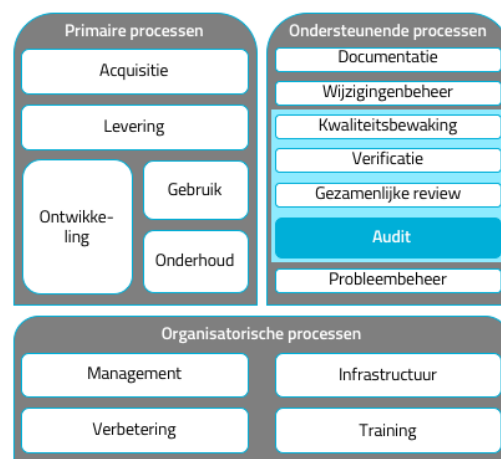 Primaire processen
Acquisitie
Levering
Ontwikke-
ling
Gebruik
Onderhoud
Ondersteunende processen
Documentatie
Wijzigingenbeheer
Kwaliteitsbewaking
Verificatie
Gezamenlijke review
Audit
Probleembeheer
Organisatorische processen
Management
Infrastructuur
Verbetering
Training